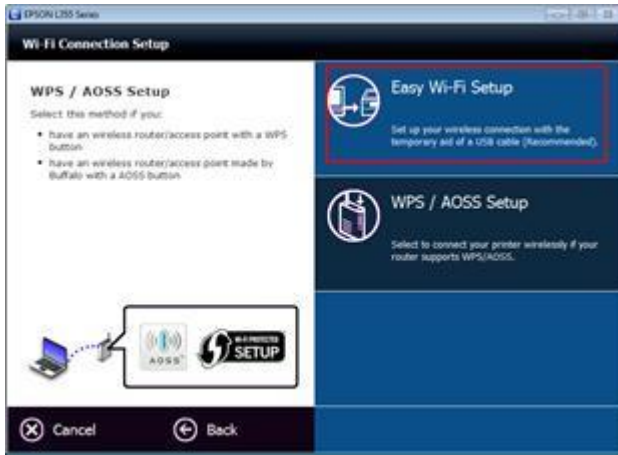 EPSON L355 Series
Wi-Fi Connection Setup
WPS / AOSS Setup
Select this method if you:
have an wireless router/access point with a WPS
button
have an wireless router/access point made by
Buffalo with a AOSS button
AOSS
WI-FI PROTECTED
SETUP
Cancel
Back
Easy Wi-Fi Setup
Set up your wireless connection with the
temporary aid of a USB cable (Recommended).
WPS / AOSS Setup
Select to connect your printer wirelessly if your
router supports WPS/AOSS.